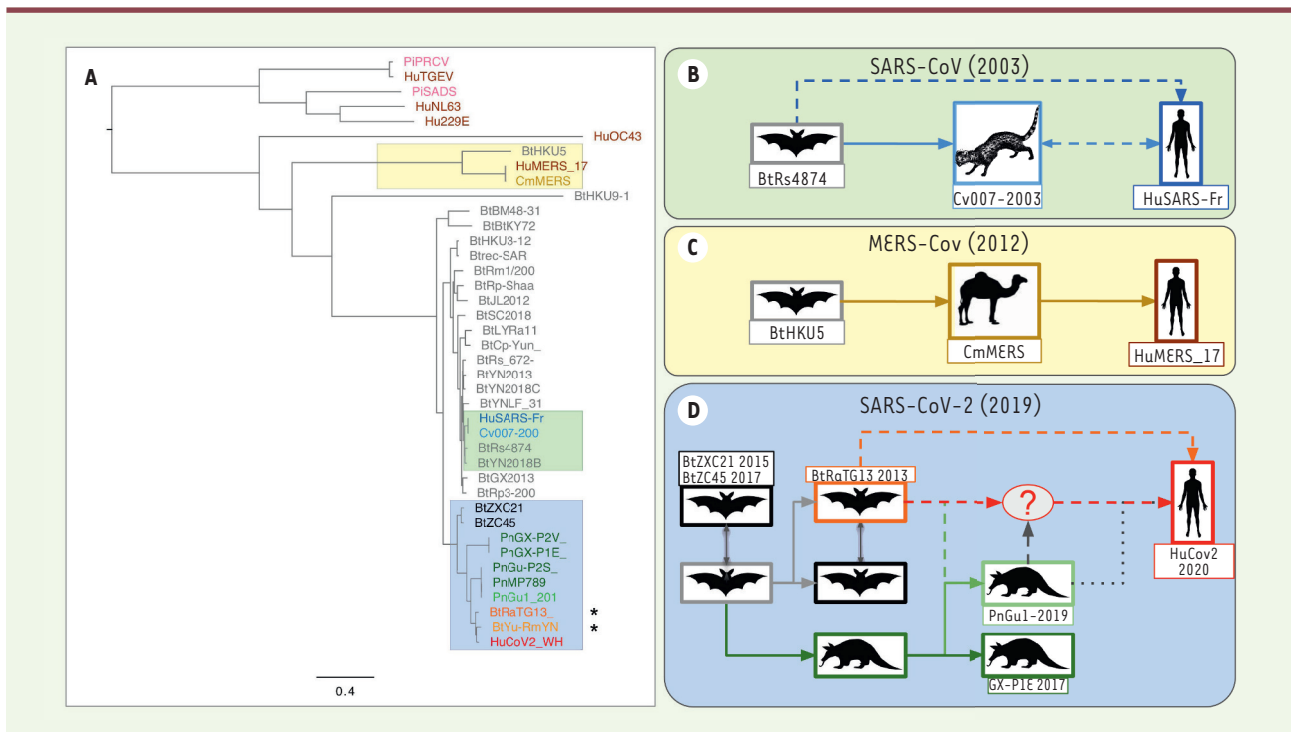 A
PiPRCV
HuTGEV
PiSADS
HuNL63
Hu229E
HuOC43
BtHKU5
HuMERS_17
CmMERS
BtHKU9-1
BtBM48-31
BtBtKY72
BtHKU3-12
Btrec-SAR
BtRm1/200
BtRp-Shaa
BtJL2012
BtSC2018
BtLYRa11
BtCp-Yun_
BtRs_672-
BtYN2013
BtYN2018C
BtYNLF_31
HuSARS-Fr
Cv007-200
BtRs4874
BtYN2018B
BtGX2013
BtRp3-200
BtZXC21
BtZC45
PnGX-P2V_
PnGX-P1E_
PnGu-P2S_
PnMP789
PnGu1_201
BtRaTG13_ *
BtYu-RmYN *
HuCoV2_WH
0.4
B
SARS-CoV (2003)
BtRs4874
Cv007-2003
HuSARS-Fr
C
MERS-Cov (2012)
BtHKU5
CmMERS
HuMERS_17
D
SARS-CoV-2 (2019)
BtZXC21 2015
BtZC45 2017
BtRaTG13 2013
?
HuCov2
2020
PnGu1-2019
GX-P1E 2017